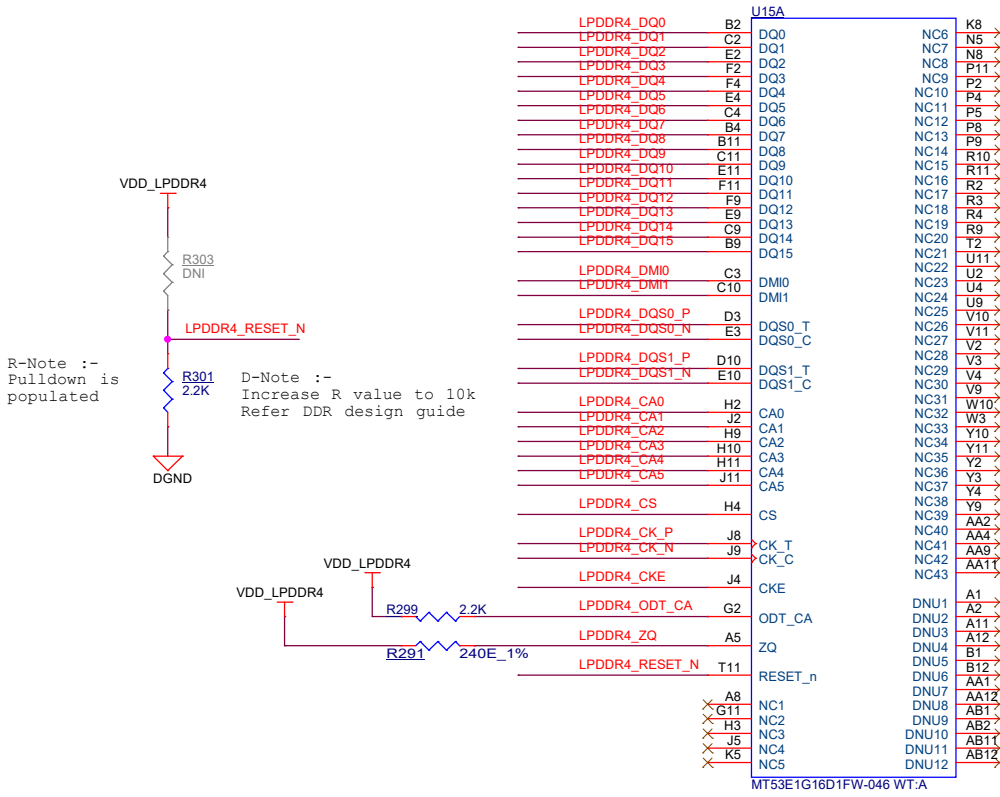 U15A
LPDDR4_DQ0 B2 DQ0
LPDDR4_DQ1 C2 DQ1
LPDDR4_DQ2 E2 DQ2
LPDDR4_DQ3 F2 DQ3
LPDDR4_DQ4 F4 DQ4
LPDDR4_DQ5 E4 DQ5
LPDDR4_DQ6 C4 DQ6
LPDDR4_DQ7 B4 DQ7
LPDDR4_DQ8 B11 DQ8
LPDDR4_DQ9 C11 DQ9
LPDDR4_DQ10 E11 DQ10
LPDDR4_DQ11 F11 DQ11
LPDDR4_DQ12 F9 DQ12
LPDDR4_DQ13 E9 DQ13
LPDDR4_DQ14 C9 DQ14
LPDDR4_DQ15 B9 DQ15
LPDDR4_DMI0 C3 DMI0
LPDDR4_DMI1 C10 DMI1
LPDDR4_DQS0_P D3 DQS0_T
LPDDR4_DQS0_N E3 DQS0_C
LPDDR4_DQS1_P D10 DQS1_T
LPDDR4_DQS1_N E10 DQS1_C
LPDDR4_CA0 H2 CA0
LPDDR4_CA1 J2 CA1
LPDDR4_CA2 H9 CA2
LPDDR4_CA3 H10 CA3
LPDDR4_CA4 H11 CA4
LPDDR4_CA5 J11 CA5
LPDDR4_CS H4 CS
LPDDR4_CK_P J8 CK_T
LPDDR4_CK_N J9 CK_C
LPDDR4_CKE J4 CKE
VDD_LPDDR4
R299 2.2K LPDDR4_ODT_CA G2 ODT_CA
VDD_LPDDR4
R291 240E_1% LPDDR4_ZQ A5 ZQ
LPDDR4_RESET_N T11 RESET_n
A8 NC1
G11 NC2
H3 NC3
J5 NC4
K5 NC5
NC6 K8
NC7 N5
NC8 N8
NC9 P11
NC10 P2
NC11 P4
NC12 P5
NC13 P8
NC14 P9
NC15 R10
NC16 R11
NC17 R2
NC18 R3
NC19 R4
NC20 R9
NC21 T2
NC22 U11
NC23 U2
NC24 U4
NC25 U9
NC26 V10
NC27 V11
NC28 V2
NC29 V3
NC30 V4
NC31 V9
NC32 W10
NC33 W3
NC34 Y10
NC35 Y11
NC36 Y2
NC37 Y3
NC38 Y4
NC39 Y9
NC40 AA2
NC41 AA4
NC42 AA9
NC43 AA11
DNU1 A1
DNU2 A2
DNU3 A11
DNU4 A12
DNU5 B1
DNU6 B12
DNU7 AA1
DNU8 AA12
DNU9 AB1
DNU10 AB2
DNU11 AB11
DNU12 AB12
MT53E1G16D1FW-046 WT:A
VDD_LPDDR4
R303
DNI
LPDDR4_RESET_N
R-Note :-
Pulldown is
populated
R301
2.2K
D-Note :-
Increase R value to 10k
Refer DDR design guide
DGND